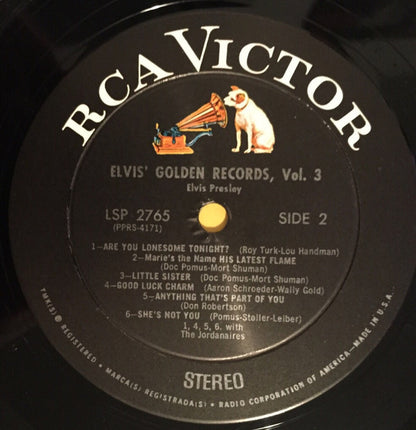 RCA VICTOR
ELVIS' GOLDEN RECORDS, Vol. 3
Elvis Presley
LSP 2765 SIDE 2
(PPRS-4171)
1—ARE YOU LONESOME TONIGHT? (Roy Turk-Lou Handman)
2—Marie's the Name HIS LATEST FLAME
(Doc Pomus-Mort Shuman)
3—LITTLE SISTER (Doc Pomus-Mort Shuman)
4—GOOD LUCK CHARM (Aaron Schroeder-Wally Gold)
5—ANYTHING THAT'S PART OF YOU
(Don Robertson)
6—SHE'S NOT YOU (Pomus-Stoller-Leiber)
1, 4, 5, 6. with
The Jordanaires
STEREO
TMK(S) ® REGISTERED • MARCA(S) REGISTRADA(S) • RADIO CORPORATION OF AMERICA—MADE IN U.S.A.